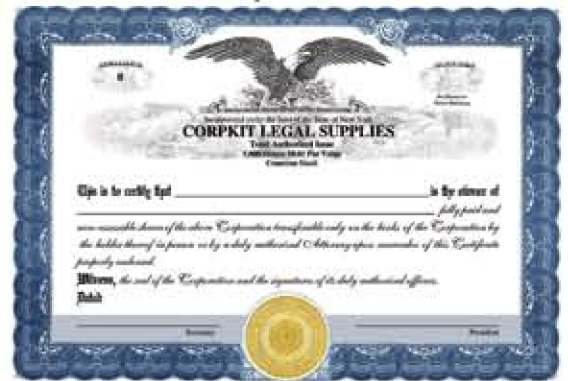 0
Incorporated under the laws of the State of New York
CORPKIT LEGAL SUPPLIES
Total Authorized Issue
Common Stock
This is to certify that is the owner of
fully paid and
non-assessable shares of the above Corporation transferable only on the books of the Corporation by
the holder thereof in person or by a duly authorized Attorney upon surrender of this Certificate
properly endorsed.
Witness, the seal of the Corporation and the signatures of its duly authorized officers.
Dated
Secretary President